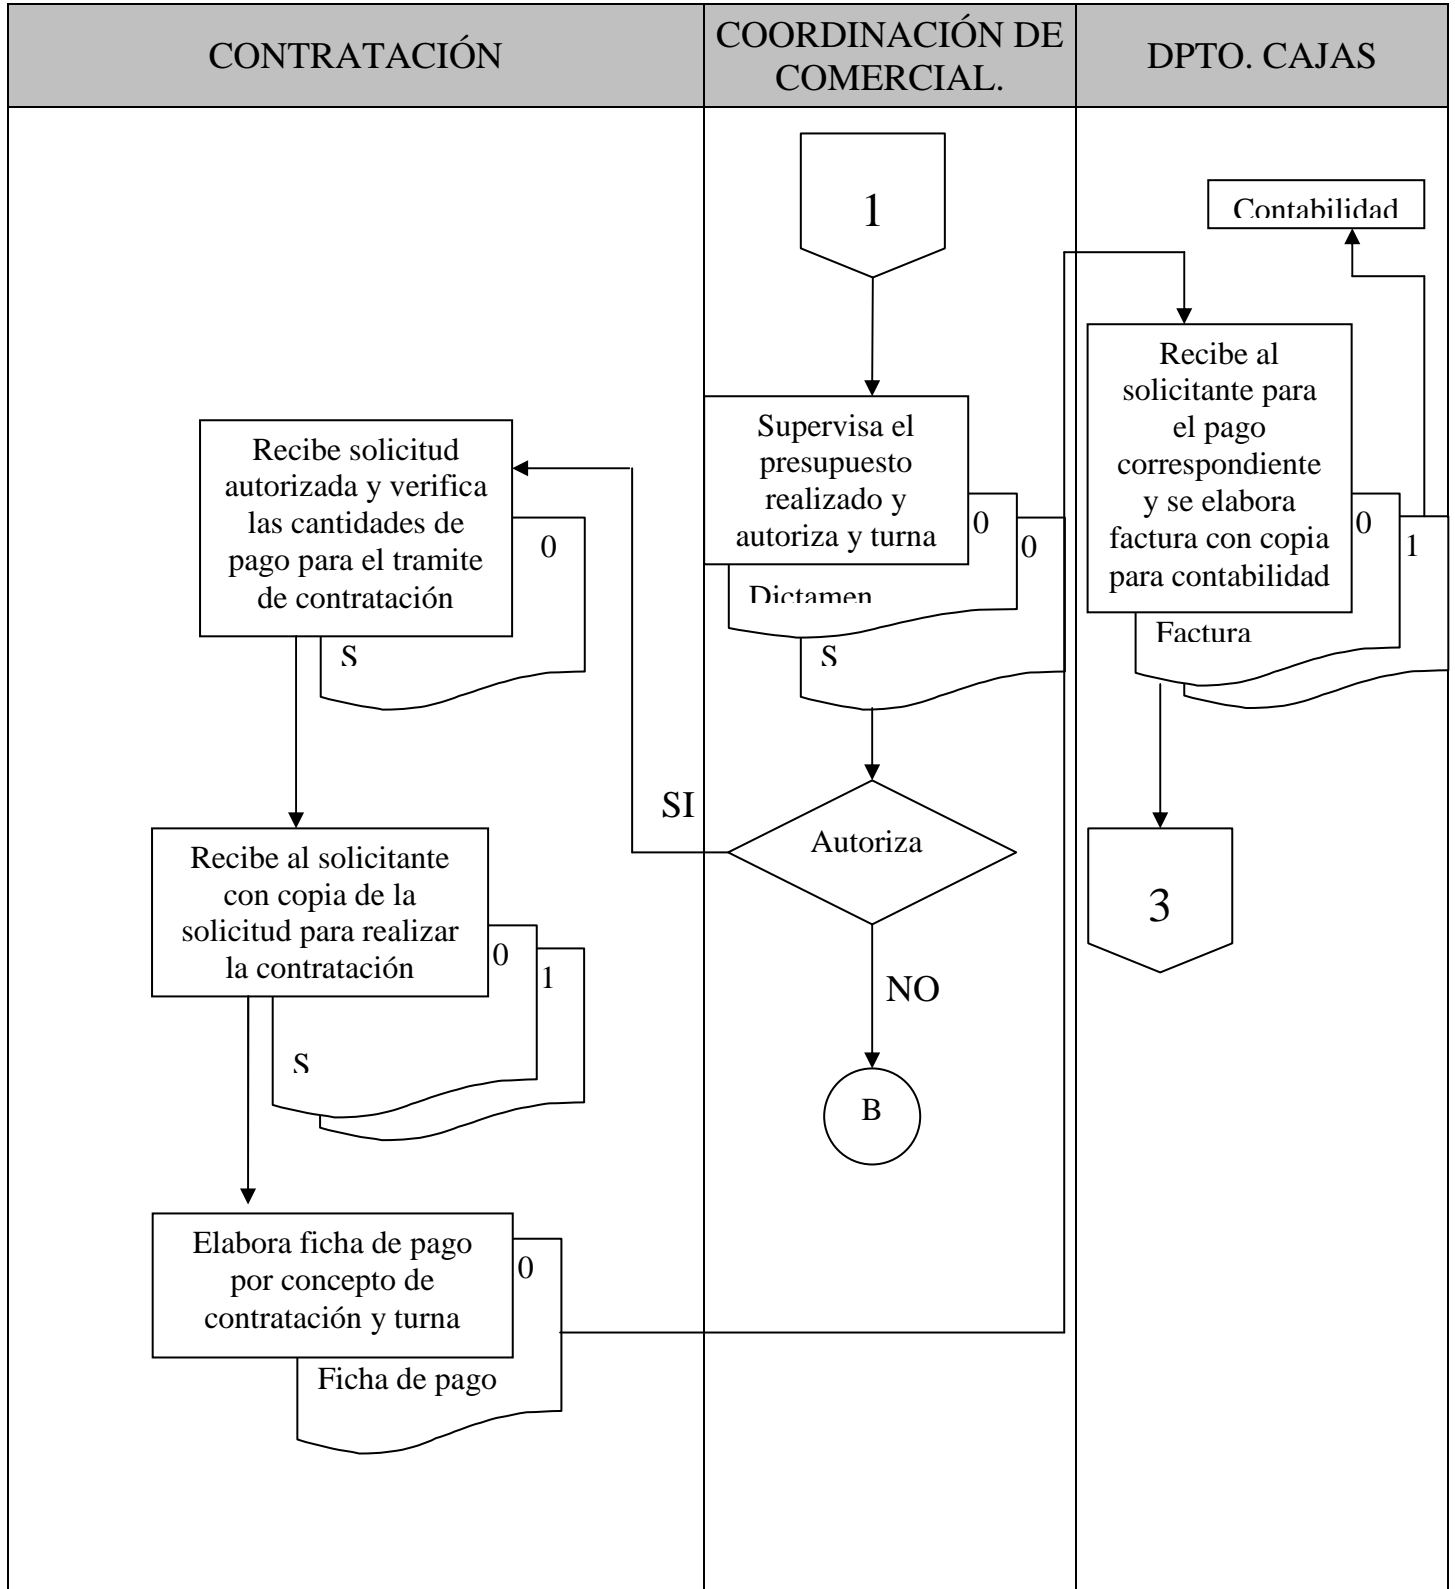 CONTRATACIÓN
COORDINACIÓN DE
COMERCIAL.
DPTO. CAJAS
1
Contabilidad
Recibe al
solicitante para
el pago
correspondiente
y se elabora
factura con copia
para contabilidad
0
1
Factura
Supervisa el
presupuesto
realizado y
autoriza y turna
0
0
Dictamen
S
Recibe solicitud
autorizada y verifica
las cantidades de
pago para el tramite
de contratación
0
S
SI
Autoriza
NO
B
3
Recibe al solicitante
con copia de la
solicitud para realizar
la contratación
0
1
S
Elabora ficha de pago
por concepto de
contratación y turna
0
Ficha de pago